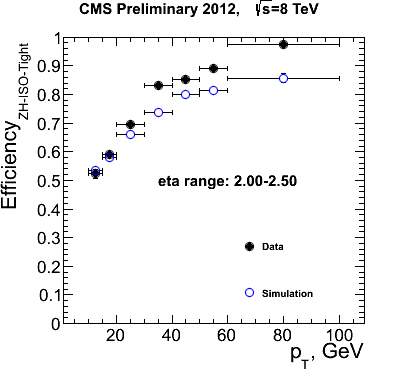 CMS Preliminary 2012, √s=8 TeV
Efficiency ZH-ISO-Tight
1
0.9
0.8
0.7
0.6
0.5
0.4
0.3
0.2
0.1
0
eta range: 2.00-2.50
Data
Simulation
20 40 60 80 100
pT, GeV